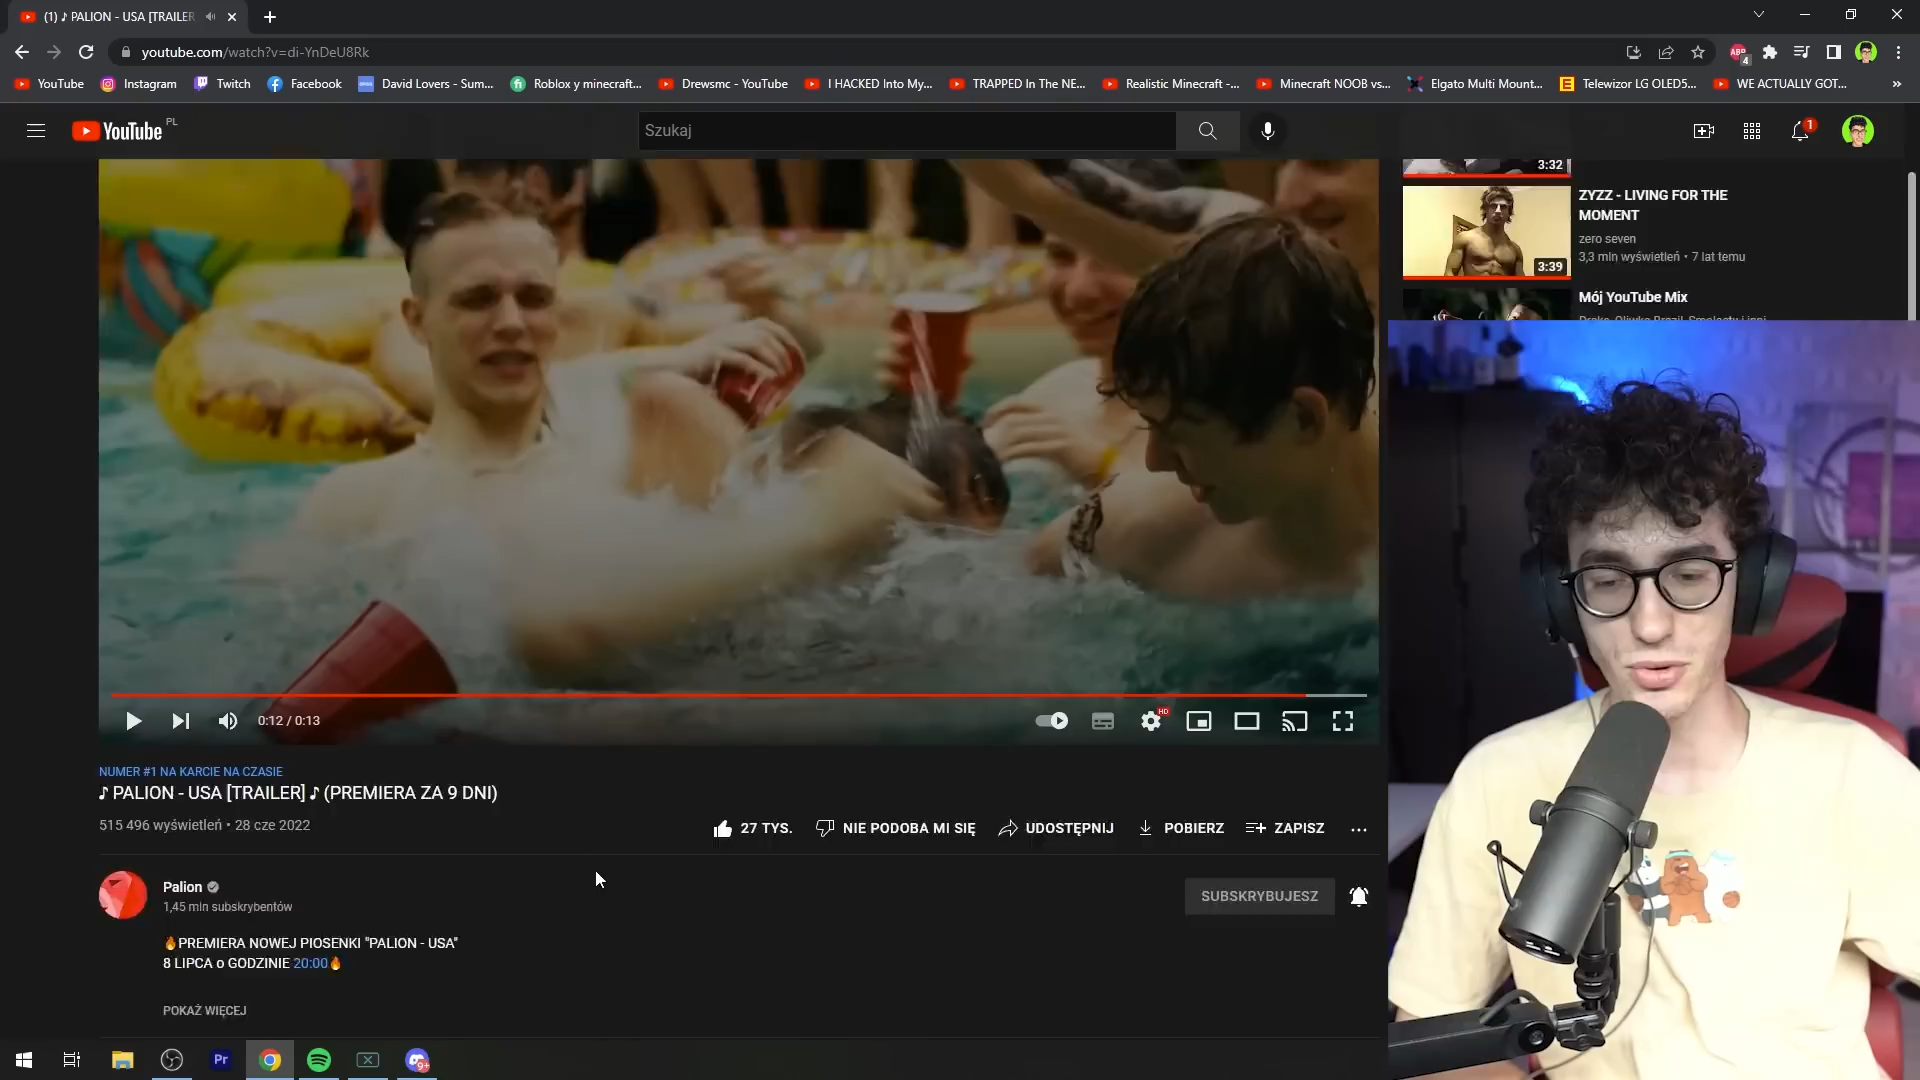 (1) ♪ PALION - USA [TRAILER
youtube.com/watch?v=di-YnDeU8Rk
ABP
4
YouTube
Instagram
Twitch
Facebook
David Lovers - Sum...
Roblox y minecraft...
Drewsmc - YouTube
I HACKED Into My...
TRAPPED In The NE...
Realistic Minecraft -...
Minecraft NOOB vs...
Elgato Multi Mount...
Telewizor LG OLED5...
WE ACTUALLY GOT...
»
YouTube PL
Szukaj
1
3:32
ZYZZ - LIVING FOR THE
MOMENT
zero seven
3,3 mln wyświetleń • 7 lat temu
3:39
Mój YouTube Mix
0:12 / 0:13
HD
NUMER #1 NA KARCIE NA CZASIE
♪ PALION - USA [TRAILER] ♪ (PREMIERA ZA 9 DNI)
515 496 wyświetleń • 28 cze 2022
27 TYS.
NIE PODOBA MI SIĘ
UDOSTĘPNIJ
POBIERZ
ZAPISZ
Palion
1,45 mln subskrybentów
SUBSKRYBUJESZ
🔥PREMIERA NOWEJ PIOSENKI "PALION - USA"
8 LIPCA o GODZINIE 20:00🔥
POKAŻ WIĘCEJ
Pr
9+